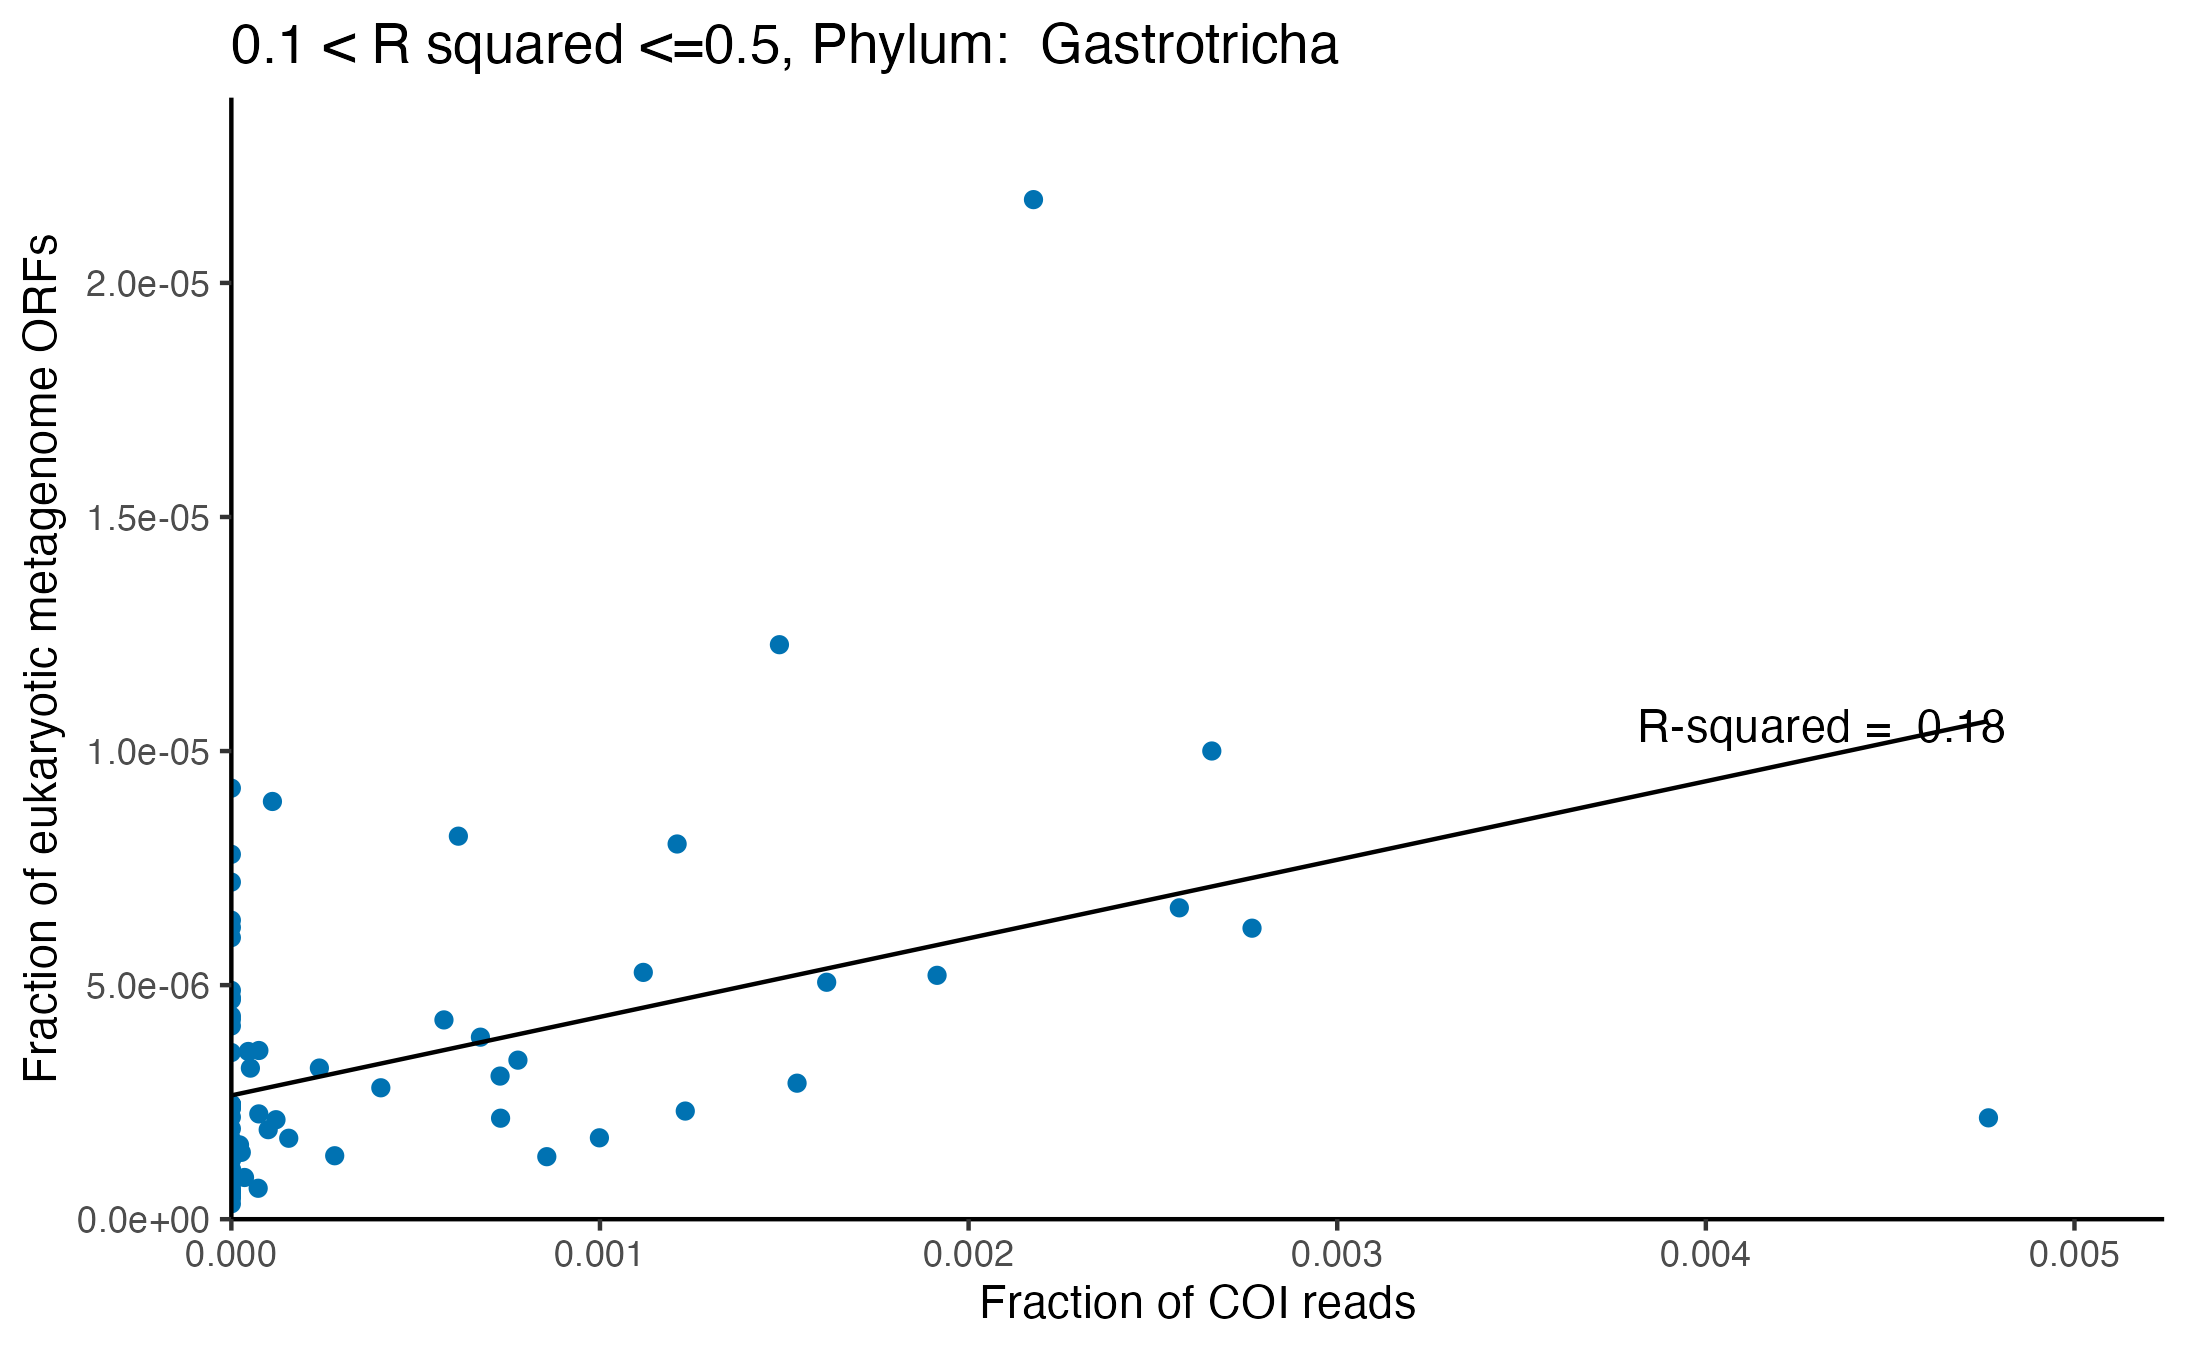 0.1 < R squared <=0.5, Phylum:  Gastrotricha
Fraction of eukaryotic metagenome ORFs
2.0e-05
1.5e-05
1.0e-05
5.0e-06
0.0e+00
R-squared =  0.18
0.000 0.001 0.002 0.003 0.004 0.005
Fraction of COI reads